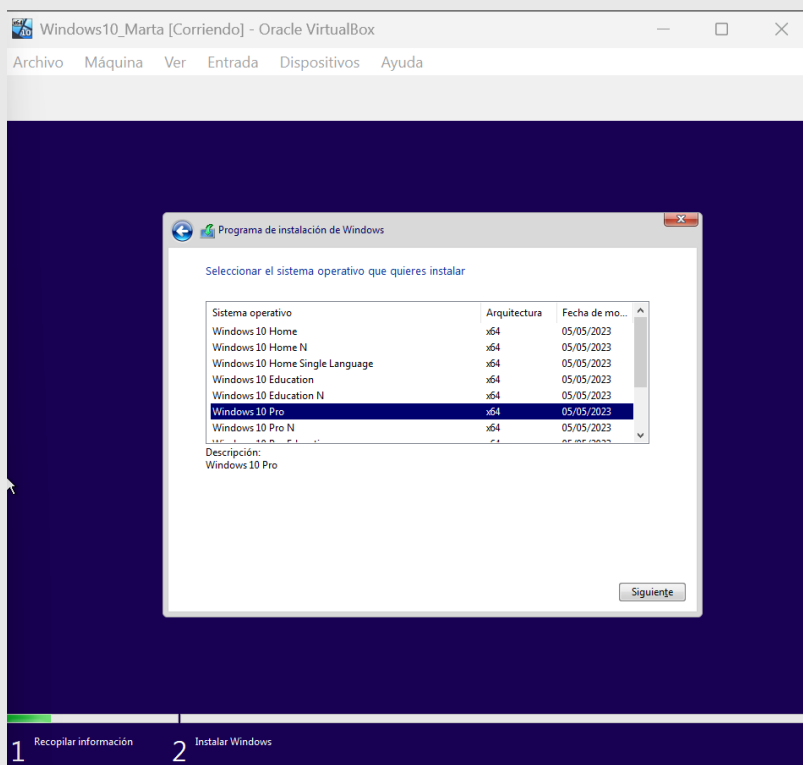 Windows10_Marta [Corriendo] - Oracle VirtualBox
Archivo Máquina Ver Entrada Dispositivos Ayuda
Programa de instalación de Windows
Seleccionar el sistema operativo que quieres instalar
Sistema operativo Arquitectura Fecha de mo...
Windows 10 Home x64 05/05/2023
Windows 10 Home N x64 05/05/2023
Windows 10 Home Single Language x64 05/05/2023
Windows 10 Education x64 05/05/2023
Windows 10 Education N x64 05/05/2023
Windows 10 Pro x64 05/05/2023
Windows 10 Pro N x64 05/05/2023
Descripción:
Windows 10 Pro
Siguiente
1 Recopilar información 2 Instalar Windows